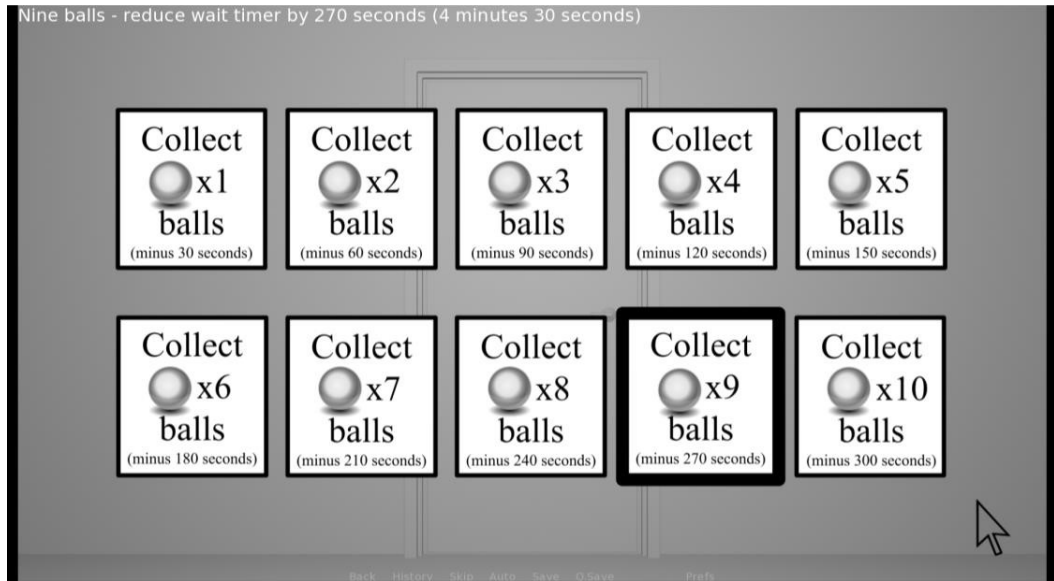 Nine balls - reduce wait timer by 270 seconds (4 minutes 30 seconds)
Collect
x1
balls
(minus 30 seconds)
Collect
x2
balls
(minus 60 seconds)
Collect
x3
balls
(minus 90 seconds)
Collect
x4
balls
(minus 120 seconds)
Collect
x5
balls
(minus 150 seconds)
Collect
x6
balls
(minus 180 seconds)
Collect
x7
balls
(minus 210 seconds)
Collect
x8
balls
(minus 240 seconds)
Collect
x9
balls
(minus 270 seconds)
Collect
x10
balls
(minus 300 seconds)
Back History Skip Auto Save Q.Save Prefs